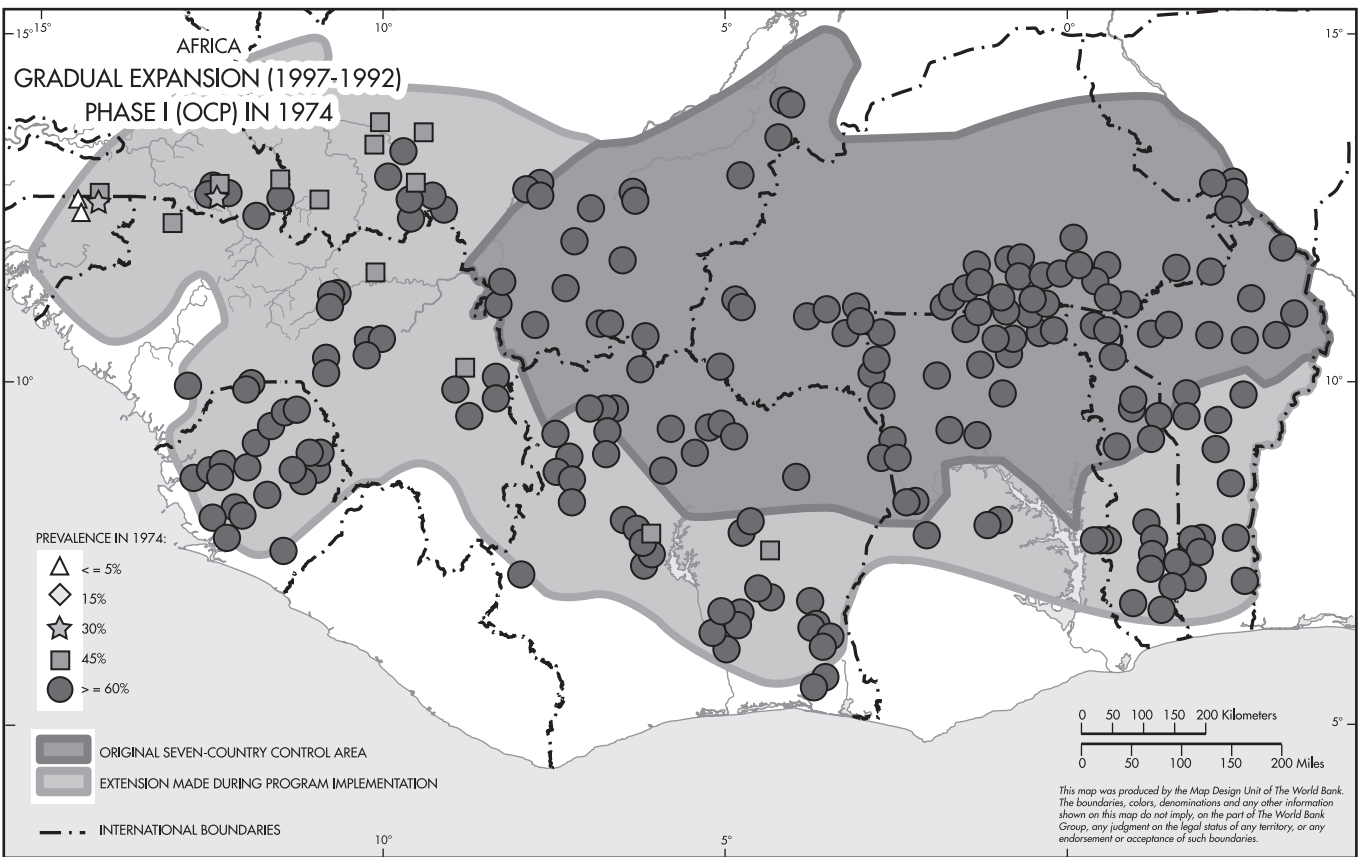 15° 15° 10° 5° 0° 15°
AFRICA
GRADUAL EXPANSION (1997-1992)
PHASE I (OCP) IN 1974
10° 10°
PREVALENCE IN 1974:
< = 5%
15%
30%
45%
> = 60%
5°
ORIGINAL SEVEN-COUNTRY CONTROL AREA
EXTENSION MADE DURING PROGRAM IMPLEMENTATION
INTERNATIONAL BOUNDARIES
10° 5° 0°
0 50 100 150 200 Kilometers
0 50 100 150 200 Miles
This map was produced by the Map Design Unit of The World Bank.
The boundaries, colors, denominations and any other information
shown on this map do not imply, on the part of The World Bank
Group, any judgment on the legal status of any territory, or any
endorsement or acceptance of such boundaries.